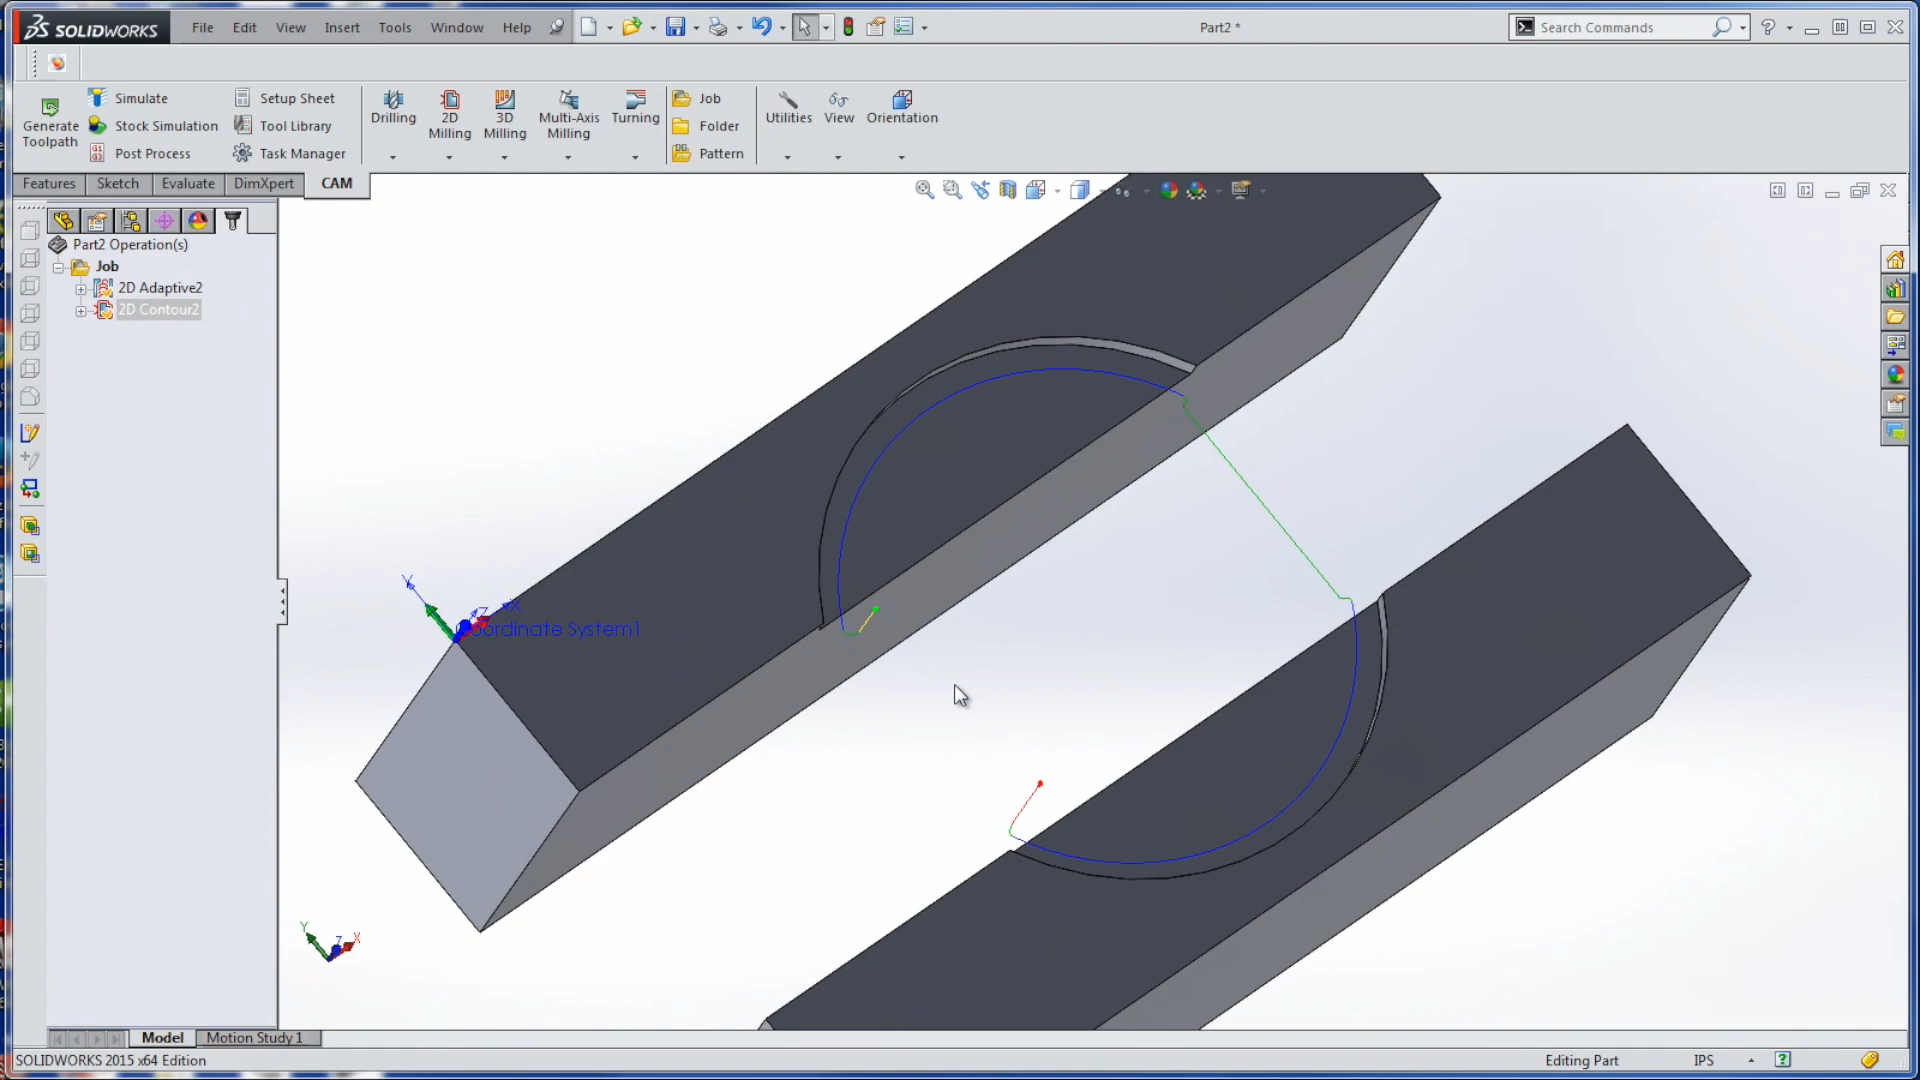 SOLIDWORKS File Edit View Insert Tools Window Help Part2 * Search Commands
Simulate Setup Sheet Job
Generate Toolpath Stock Simulation Tool Library Drilling 2D Milling 3D Milling Multi-Axis Milling Turning Folder Utilities View Orientation
Post Process Task Manager Pattern
G1
G3
Features Sketch Evaluate DimXpert CAM
Part2 Operation(s)
Job
2D Adaptive2
2D Contour2
Y
Z
X
Coordinate System1
Y
Z
X
Model Motion Study 1
SOLIDWORKS 2015 x64 Edition Editing Part IPS